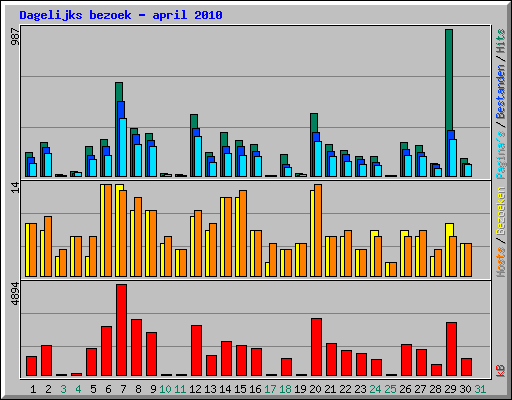 Dagelijks bezoek - april 2010
987
14
4894
Hosts / Bezoeken Pagina's / Bestanden / Hits
kB
1 2 3 4 5 6 7 8 9 10 11 12 13 14 15 16 17 18 19 20 21 22 23 24 25 26 27 28 29 30 31